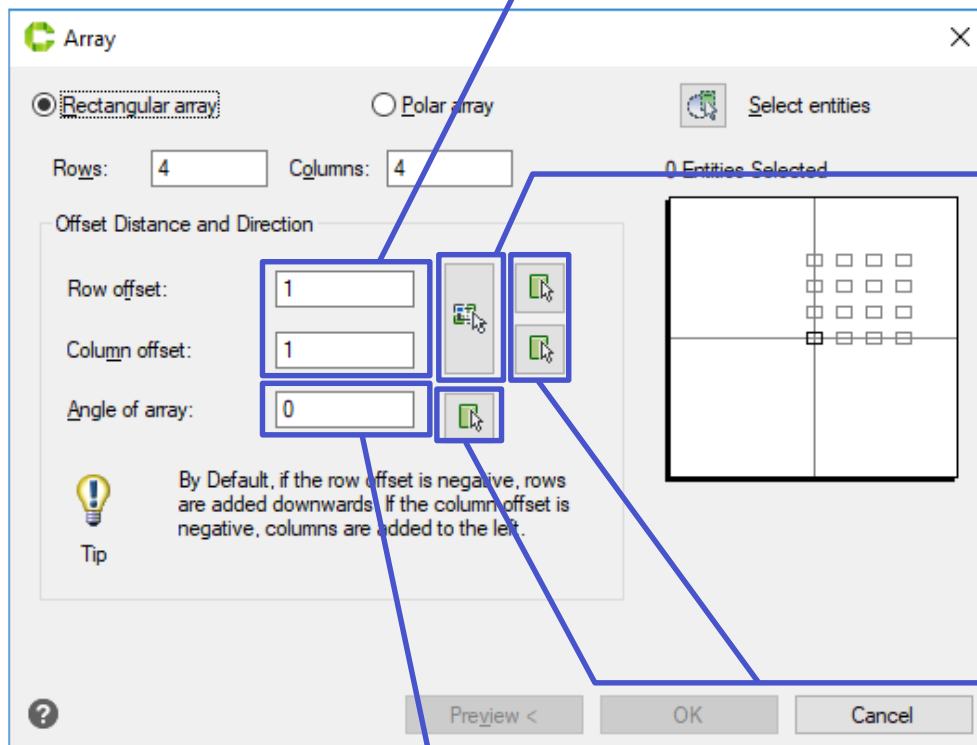 Array
Rectangular array Polar array Select entities
Rows: 4 Columns: 4 0 Entities Selected
Offset Distance and Direction
Row offset: 1
Column offset: 1
Angle of array: 0
By Default, if the row offset is negative, rows
are added downwards. If the column offset is
negative, columns are added to the left.
Tip
Preview < OK Cancel